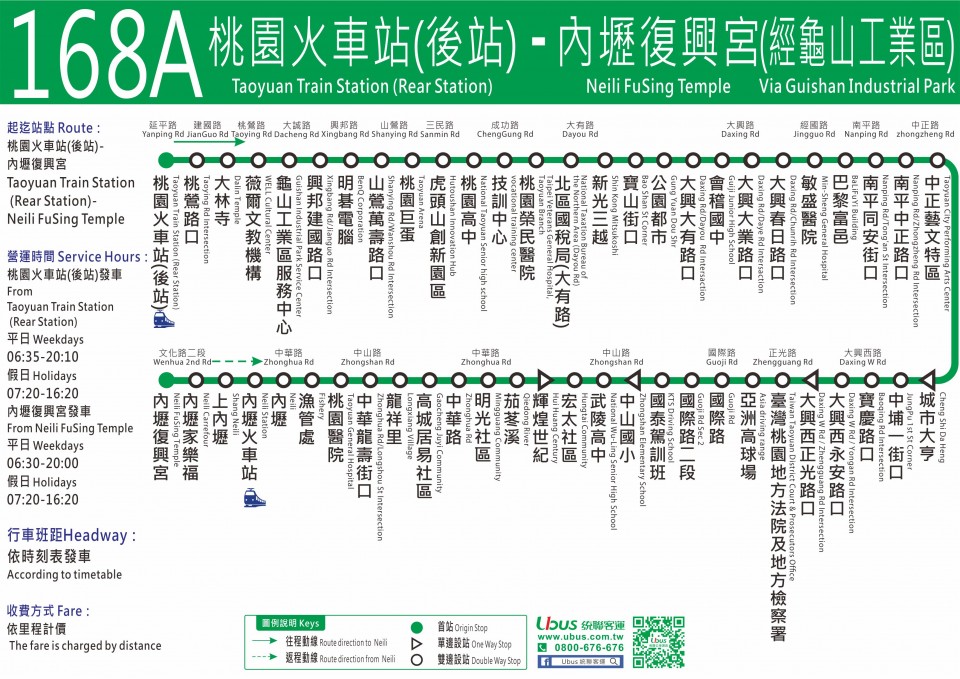 168A
桃園火車站(後站) - 內壢復興宮(經龜山工業區)
Taoyuan Train Station (Rear Station) Neili FuSing Temple Via Guishan Industrial Park
起迄站點 Route：
桃園火車站(後站)-
內壢復興宮
Taoyuan Train Station
(Rear Station)-
Neili FuSing Temple
營運時間 Service Hours：
桃園火車站(後站)發車
From
Taoyuan Train Station
(Rear Station)
平日 Weekdays
06:35-20:10
假日 Holidays
07:20-16:20
內壢復興宮發車
From Neili FuSing Temple
平日 Weekdays
06:30-20:00
假日 Holidays
07:20-16:20
行車班距Headway：
依時刻表發車
According to timetable
收費方式 Fare：
依里程計價
The fare is charged by distance
延平路 建國路 桃鶯路 大誠路 興邦路 山鶯路 三民路 成功路 大有路 大興路 經國路 南平路 中正路
Yanping Rd JianGuo Rd Taoying Rd Dacheng Rd Xingbang Rd Shanying Rd Sanmin Rd ChengGung Rd Dayou Rd Daxing Rd Jingguo Rd Nanping Rd zhongzheng Rd
桃園火車站(後站)
Taoyuan Train Station (Rear Station)
桃鶯路口
Taoying Rd Intersection
大林寺
Dalin Temple
薇爾文教機構
WELL Cultural Center
龜山工業區服務中心
Guishan Industrial Park Service Center
興邦建國路口
Xingbang Rd/Jianguo Rd Intersection
明碁電腦
BenQ Corporation
山鶯萬壽路口
Shanying Rd/Wanshou Rd Intersection
桃園巨蛋
Taoyuan Arena
虎頭山創新園區
Hutoushan Innovation Hub
桃園高中
National Taoyuan Senior high school
技訓中心
vocational training center
桃園榮民醫院
Taipei Veterans General Hospital,
Taoyuan Branch
北區國稅局(大有路)
National Taxation Bureau of
the Northern Area (Dayou Rd)
新光三越
Shin Kong Mitsukoshi
寶山街口
Bao Shan St Corner
公園都市
Gung Yuan Dou Shr
大興大有路口
Daxing Rd/Dayou Rd Intersaction
會稽國中
Guiji Junior High School
大興大業路口
Daxing Rd/Daye Rd Intersaction
大興春日路口
Daxing Rd/Chunrih Rd Intersaction
敏盛醫院
Min-Sheng General Hospital
巴黎富邑
BaLiFuYi Building
南平同安街口
Nanping Rd/Tong'an St Intersection
南平中正路口
Nanping Rd/Zhongzheng Rd Intersection
中正藝文特區
Taoyuan City Performing Arts Center
文化路二段 中華路 中山路 中華路 中山路 國際路 正光路 大興西路
Wenhua 2nd Rd Zhonghua Rd Zhongshan Rd Zhonghua Rd Zhongshan Rd Guoji Rd Zhengguang Rd Daxing W Rd
內壢復興宮
Neili FuSing Temple
內壢家樂福
Neili Carrefour
上內壢
Shang Neili
內壢火車站
Neili Station
內壢
Neili
漁管處
Fishery
桃園醫院
Taoyuan General Hospital
中華龍壽街口
Zhonghua Rd/Longshou St Intersection
龍祥里
Longxiang Village
高城居易社區
Gaocheng Juyi Community
中華路
Zhonghua Rd
明光社區
Mingguang Community
茄苳溪
Qiedong River
輝煌世紀
Hui Huang Century
宏太社區
Hungtai Community
武陵高中
National Wu-Ling Senior High School
中山國小
Zhongshan Elementary School
國泰駕訓班
KTS Driving School
國際路二段
Guoji Rd Sec.2
國際路
Guoji Rd
亞洲高球場
Asia driving range
臺灣桃園地方法院及地方檢察署
Taiwan Taoyuan District Court & Prosecutors Office
大興西正光路口
Daxing W Rd / Zhengguang Rd Intersection
大興西永安路口
Daxing W Rd / Yongan Rd Intersection
寶慶路口
Baoqing Rd Intersection
中埔一街口
JungPu 1st St Corner
城市大亨
Cheng Shi Da Heng
圖例說明 Keys
往程動線 Route direction to Neili
返程動線 Route direction from Neili
首站 Origin Stop
單邊設站 One Way Stop
雙邊設站 Double Way Stop
Ubus 統聯客運
www.ubus.com.tw
0800-676-676
Ubus 統聯客運